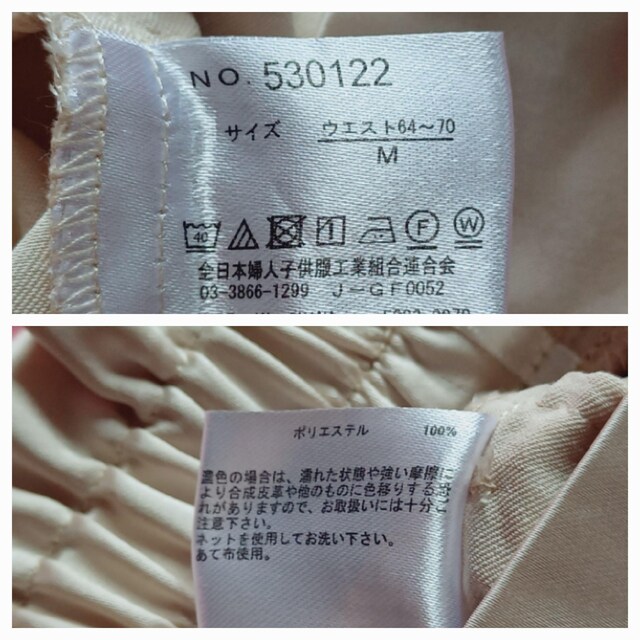 NO. 530122
サイズ ウエスト64～70
M
40
F W
全日本婦人子供服工業組合連合会
03-3866-1299 J-GF0052
ポリエステル 100%
濃色の場合は、濡れた状態や強い摩擦に
より合成皮革や他のものに色移りする恐
れがありますので、お取扱いには十分ご
注意下さい。
ネットを使用してお洗い下さい。
あて布使用。